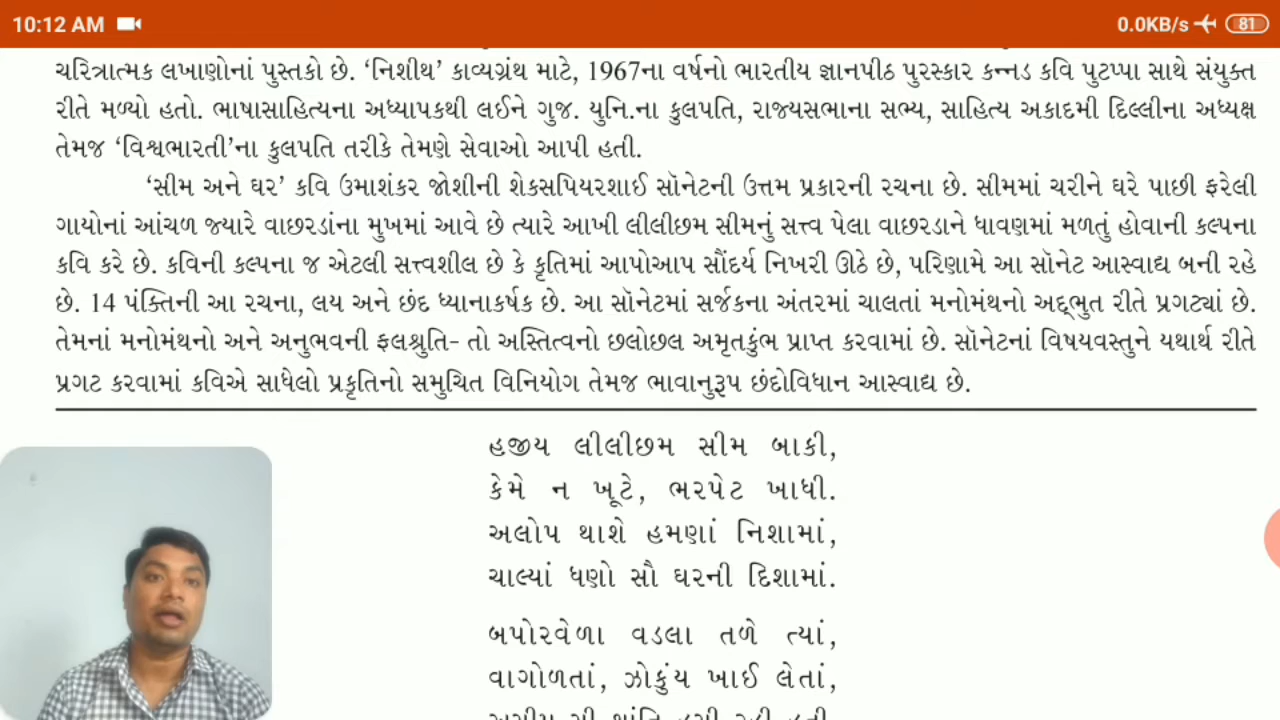 10:12 AM
0.0KB/s 81
ચરિત્રાત્મક લખાણોનાં પુસ્તકો છે. ‘નિશીથ’ કાવ્યગ્રંથ માટે, 1967ના વર્ષનો ભારતીય જ્ઞાનપીઠ પુરસ્કાર કન્નડ કવિ પુટપ્પા સાથે સંયુક્ત
રીતે મળ્યો હતો. ભાષાસાહિત્યના અધ્યાપકથી લઈને ગુજ. યુનિ.ના કુલપતિ, રાજ્યસભાના સભ્ય, સાહિત્ય અકાદમી દિલ્લીના અધ્યક્ષ
તેમજ ‘વિશ્વભારતી’ના કુલપતિ તરીકે તેમણે સેવાઓ આપી હતી.
‘સીમ અને ઘર’ કવિ ઉમાશંકર જોશીની શેકસપિયરશાઈ સૉનેટની ઉત્તમ પ્રકારની રચના છે. સીમમાં ચરીને ઘરે પાછી ફરેલી
ગાયોનાં આંચળ જ્યારે વાછરડાંના મુખમાં આવે છે ત્યારે આખી લીલીછમ સીમનું સત્ત્વ પેલા વાછરડાને ધાવણમાં મળતું હોવાની કલ્પના
કવિ કરે છે. કવિની કલ્પના જ એટલી સત્ત્વશીલ છે કે કૃતિમાં આપોઆપ સૌંદર્ય નિખરી ઊઠે છે, પરિણામે આ સૉનેટ આસ્વાદ્ય બની રહે
છે. 14 પંક્તિની આ રચના, લય અને છંદ ધ્યાનાકર્ષક છે. આ સૉનેટમાં સર્જકના અંતરમાં ચાલતાં મનોમંથનો અદ્ભુત રીતે પ્રગટ્યાં છે.
તેમનાં મનોમંથનો અને અનુભવની ફલશ્રુતિ- તો અસ્તિત્વનો છલોછલ અમૃતકુંભ પ્રાપ્ત કરવામાં છે. સૉનેટનાં વિષયવસ્તુને યથાર્થ રીતે
પ્રગટ કરવામાં કવિએ સાધેલો પ્રકૃતિનો સમુચિત વિનિયોગ તેમજ ભાવાનુરૂપ છંદોવિધાન આસ્વાદ્ય છે.
હજીય લીલીછમ સીમ બાકી,
કેમે ન ખૂટે, ભરપેટ ખાધી.
અલોપ થાશે હમણાં નિશામાં,
ચાલ્યાં ધણો સૌ ઘરની દિશામાં.
બપોરવેળા વડલા તળે ત્યાં,
વાગોળતાં, ઝોકુંય ખાઈ લેતાં,